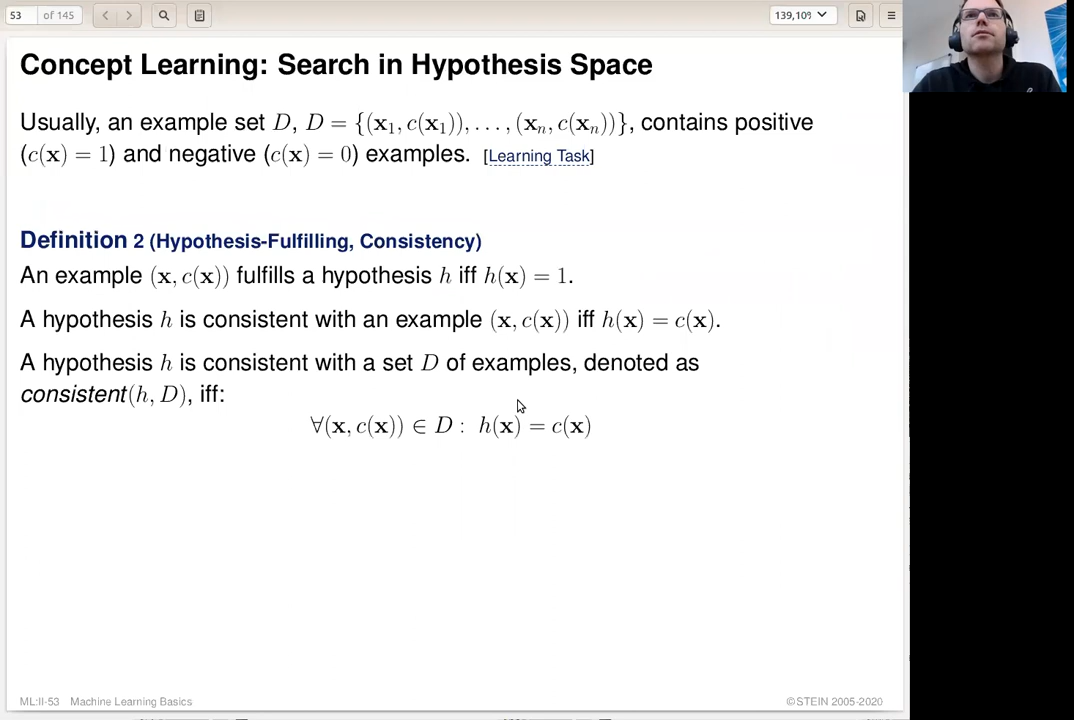 53 of 145 139,10%
Concept Learning: Search in Hypothesis Space
Usually, an example set D, D = {(x₁, c(x₁)), . . . , (xₙ, c(xₙ))}, contains positive
(c(x) = 1) and negative (c(x) = 0) examples. [Learning Task]
Definition 2 (Hypothesis-Fulfilling, Consistency)
An example (x, c(x)) fulfills a hypothesis h iff h(x) = 1.
A hypothesis h is consistent with an example (x, c(x)) iff h(x) = c(x).
A hypothesis h is consistent with a set D of examples, denoted as
consistent(h, D), iff:
∀(x, c(x)) ∈ D : h(x) = c(x)
ML:II-53 Machine Learning Basics ©STEIN 2005-2020